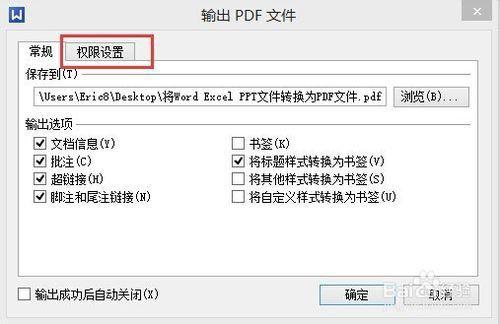 输出 PDF 文件
常规 权限设置
保存到(T)
\Users\Eric8\Desktop\将Word Excel PPT文件转换为PDF文件.pdf 浏览(B)...
输出选项
文档信息(Y) 书签(K)
批注(C) 将标题样式转换为书签(V)
超链接(H) 将其他样式转换为书签(S)
脚注和尾注链接(N) 将自定义样式转换为书签(U)
输出成功后自动关闭(X) 确定 取消
Baidu经验